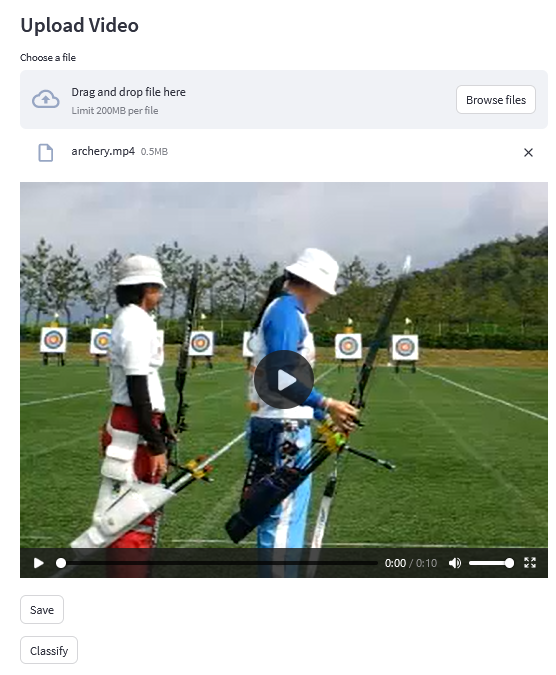 Upload Video
Choose a file
Drag and drop file here
Limit 200MB per file
Browse files
archery.mp4 0.5MB
0:00 / 0:10
Save
Classify